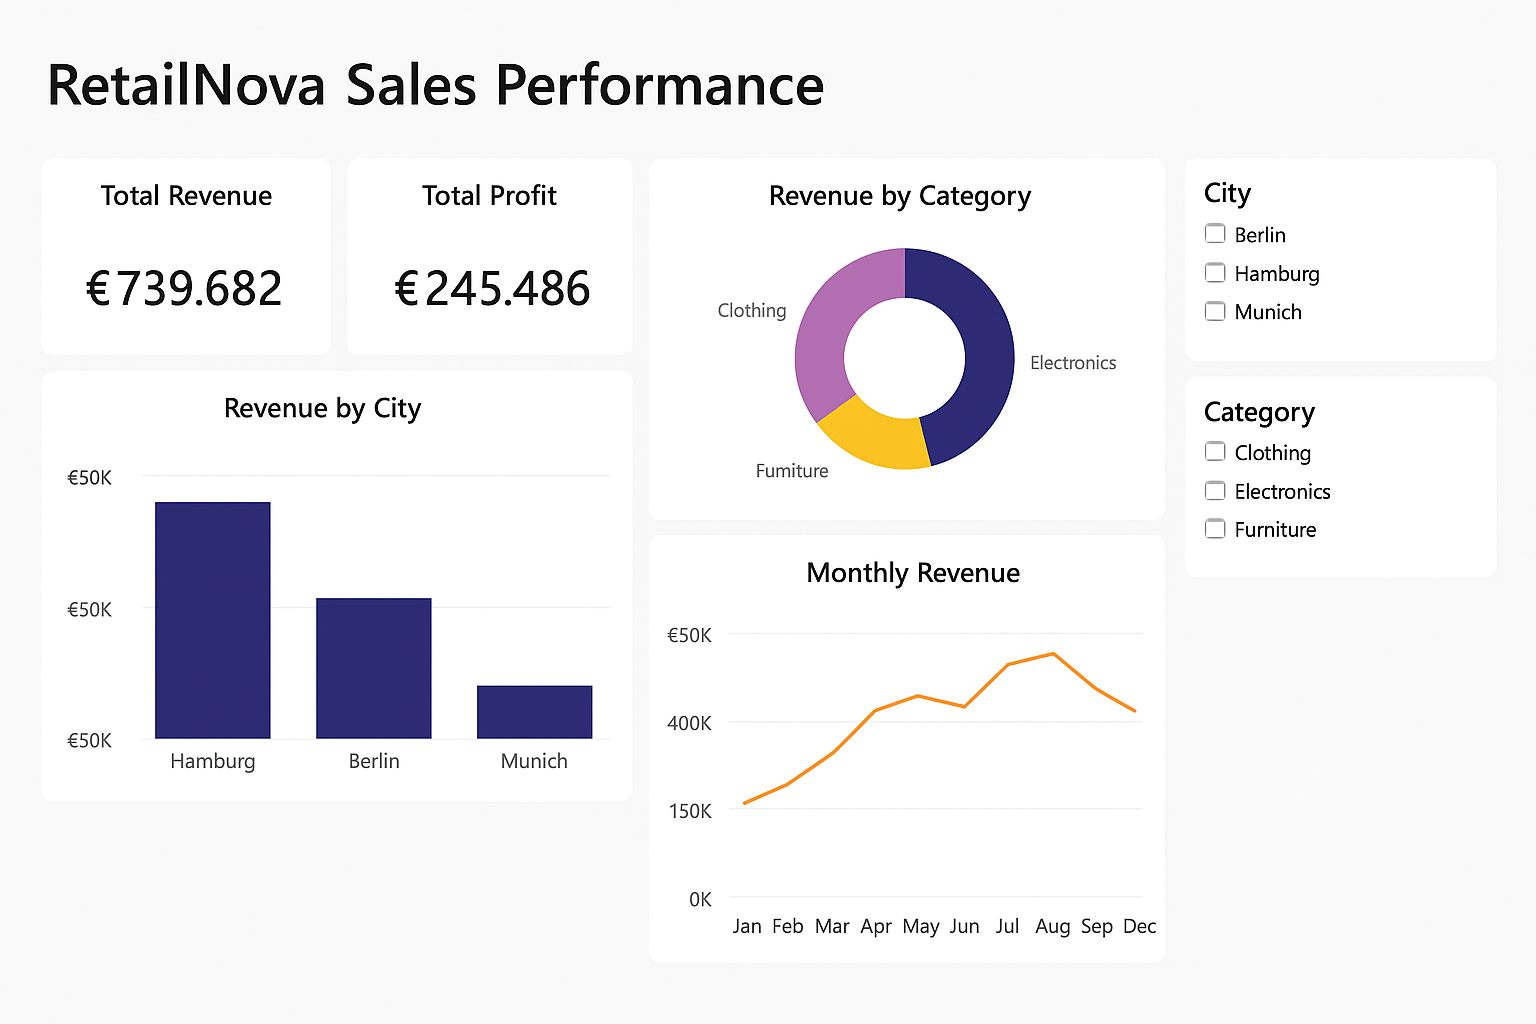 RetailNova Sales Performance
Total Revenue
€739.682
Total Profit
€245.486
Revenue by City
€50K
€50K
€50K
Hamburg Berlin Munich
Revenue by Category
Clothing
Electronics
Fumiture
Monthly Revenue
€50K
400K
150K
0K
Jan Feb Mar Apr May Jun Jul Aug Sep Dec
City
Berlin
Hamburg
Munich
Category
Clothing
Electronics
Furniture